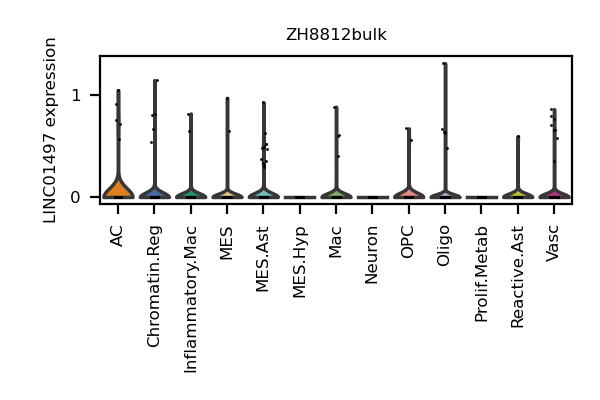 ZH8812bulk
LINC01497 expression
1
0
AC
Chromatin.Reg
Inflammatory.Mac
MES
MES.Ast
MES.Hyp
Mac
Neuron
OPC
Oligo
Prolif.Metab
Reactive.Ast
Vasc